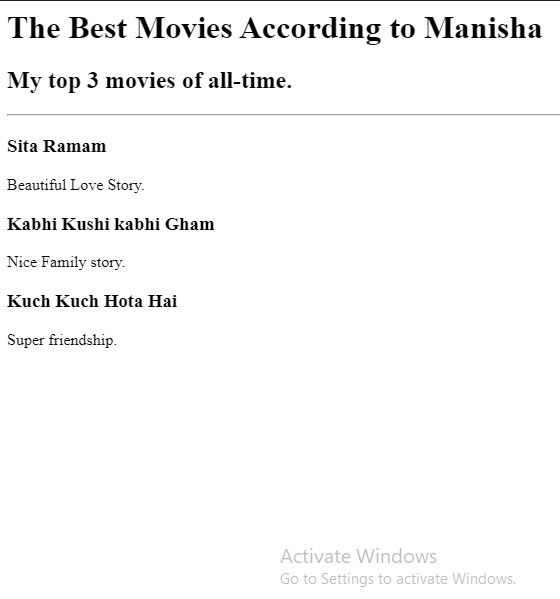 The Best Movies According to Manisha
My top 3 movies of all-time.
Sita Ramam
Beautiful Love Story.
Kabhi Kushi kabhi Gham
Nice Family story.
Kuch Kuch Hota Hai
Super friendship.
Activate Windows
Go to Settings to activate Windows.